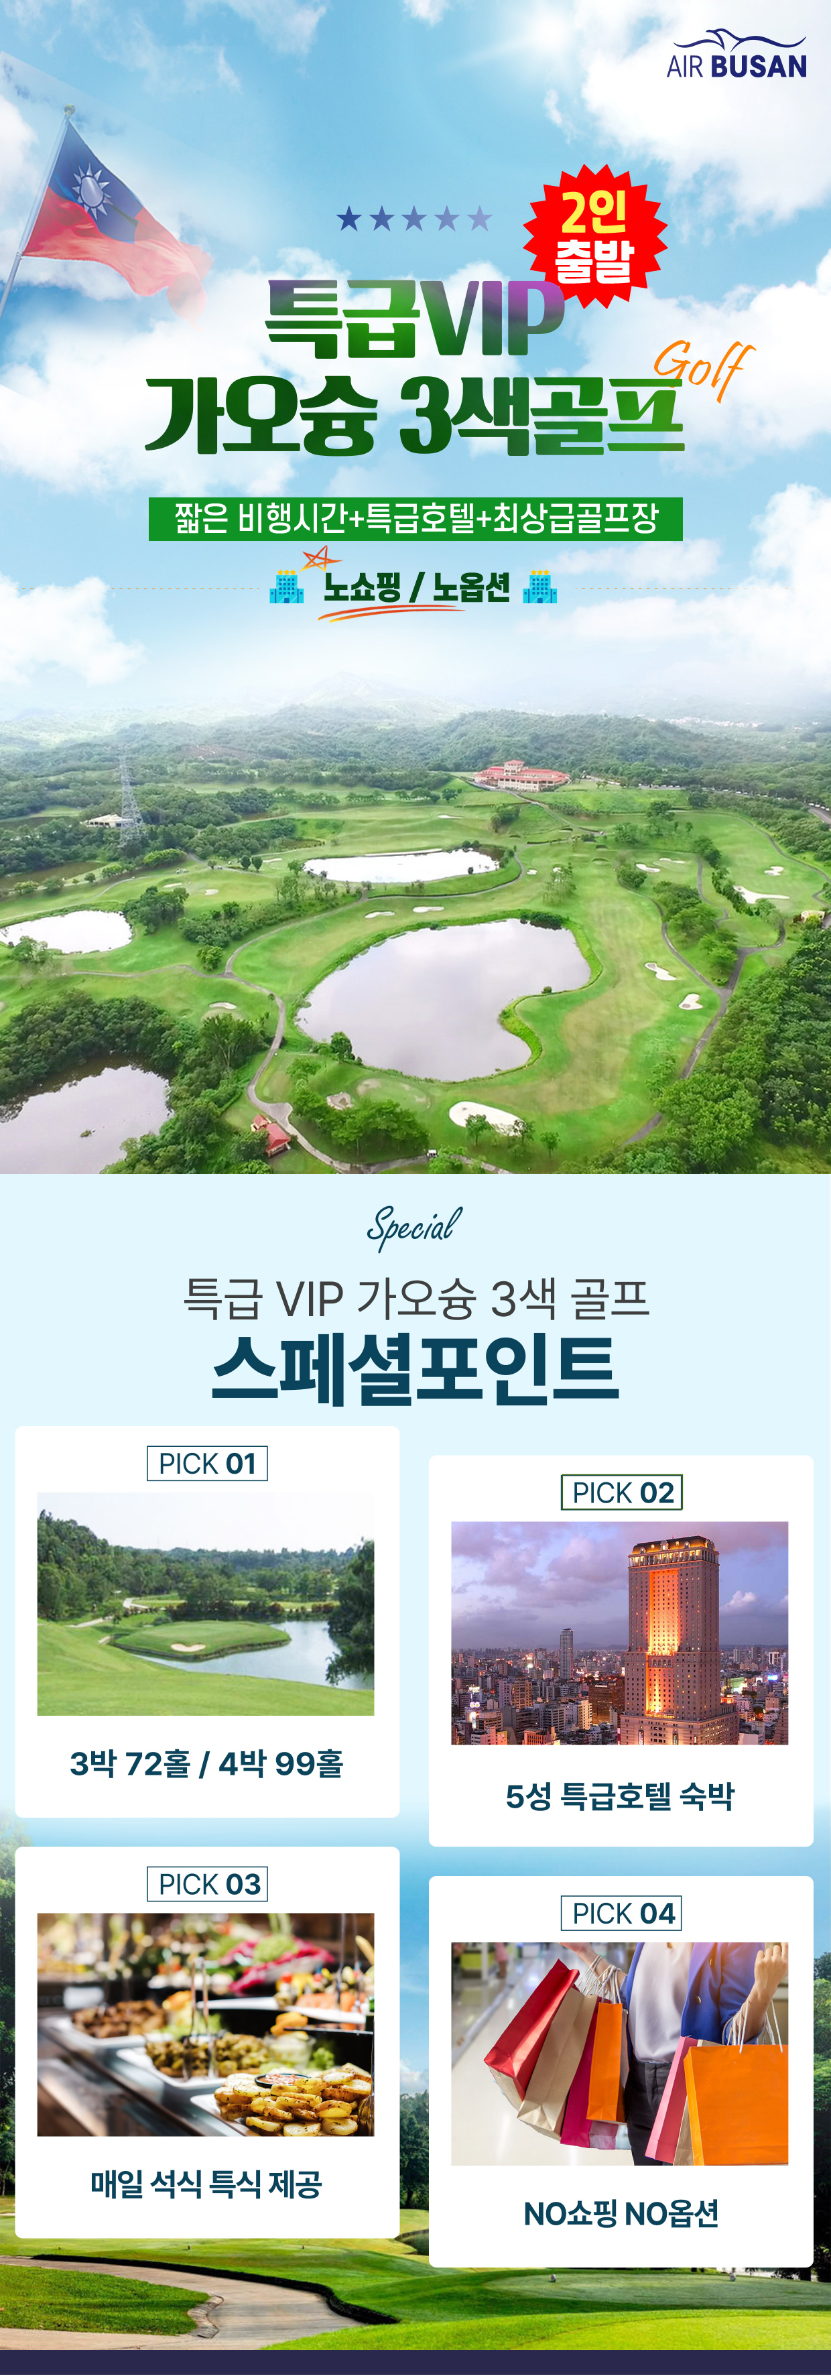 AIR BUSAN
2인
출발
특급VIP
가오슝 3색골프
Golf
짧은 비행시간+특급호텔+최상급골프장
노쇼핑 / 노옵션
Special
특급 VIP 가오슝 3색 골프
스페셜포인트
PICK 01
3박 72홀 / 4박 99홀
PICK 02
5성 특급호텔 숙박
PICK 03
매일 석식 특식 제공
PICK 04
NO쇼핑 NO옵션